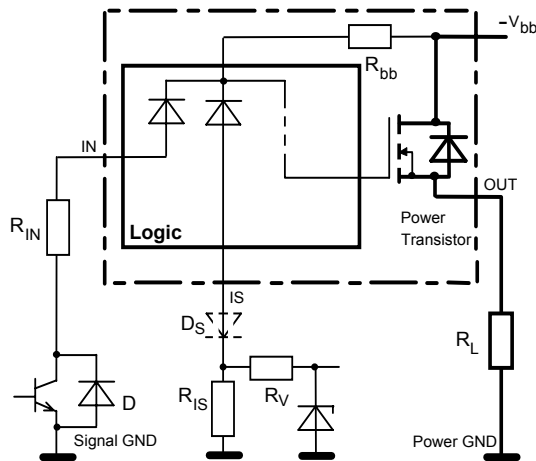 -Vbb
Rbb
IN
Logic
OUT
Power
Transistor
RIN
IS
DS
RL
D
RIS
RV
Signal GND
Power GND